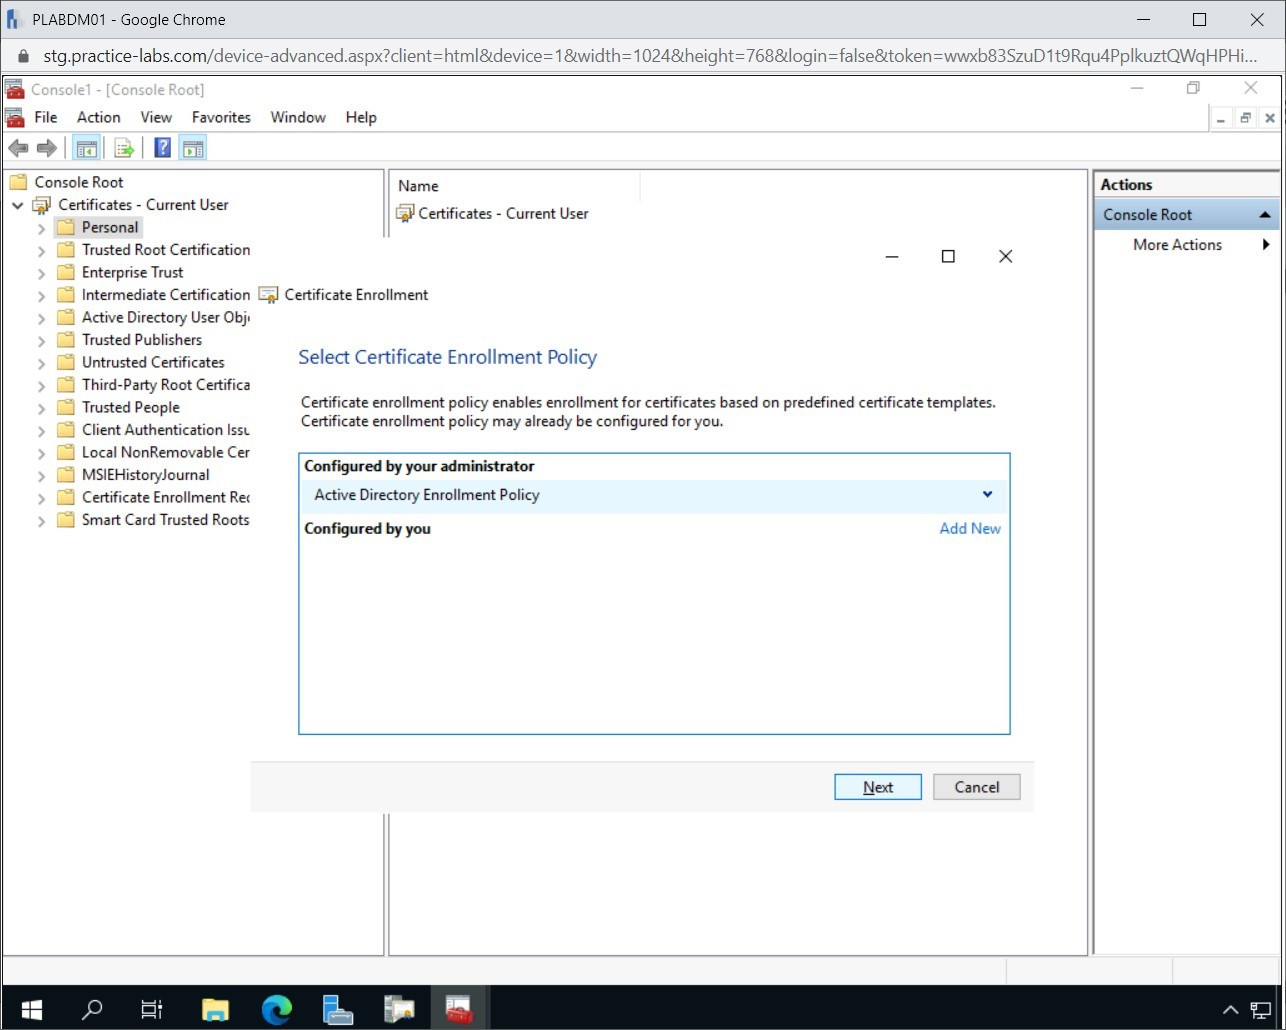 PLABDM01 - Google Chrome
stg.practice-labs.com/device-advanced.aspx?client=html&device=1&width=1024&height=768&login=false&token=wwxb83SzuD1t9Rqu4PplkuztQWqHPHi...
Console1 - [Console Root]
File Action View Favorites Window Help
Console Root
Certificates - Current User
Personal
Trusted Root Certification
Enterprise Trust
Intermediate Certification
Active Directory User Obj
Trusted Publishers
Untrusted Certificates
Third-Party Root Certifica
Trusted People
Client Authentication Issu
Local NonRemovable Cer
MSIEHistoryJournal
Certificate Enrollment Rec
Smart Card Trusted Roots
Name
Certificates - Current User
Actions
Console Root
More Actions
Certificate Enrollment
Select Certificate Enrollment Policy
Certificate enrollment policy enables enrollment for certificates based on predefined certificate templates.
Certificate enrollment policy may already be configured for you.
Configured by your administrator
Active Directory Enrollment Policy
Configured by you
Add New
Next
Cancel